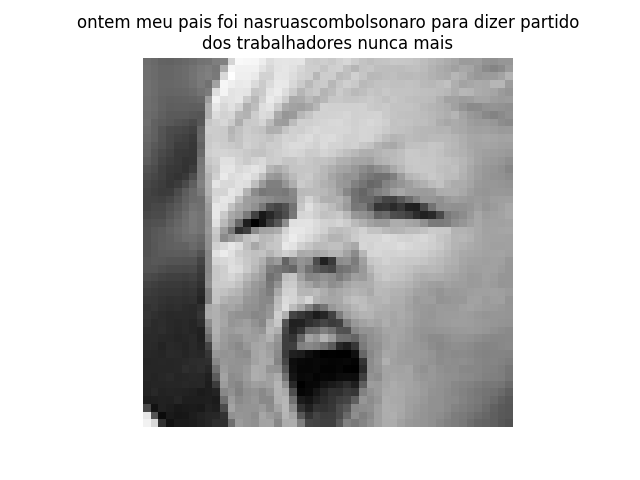 ontem meu pais foi nasruascombolsonaro para dizer partido
dos trabalhadores nunca mais